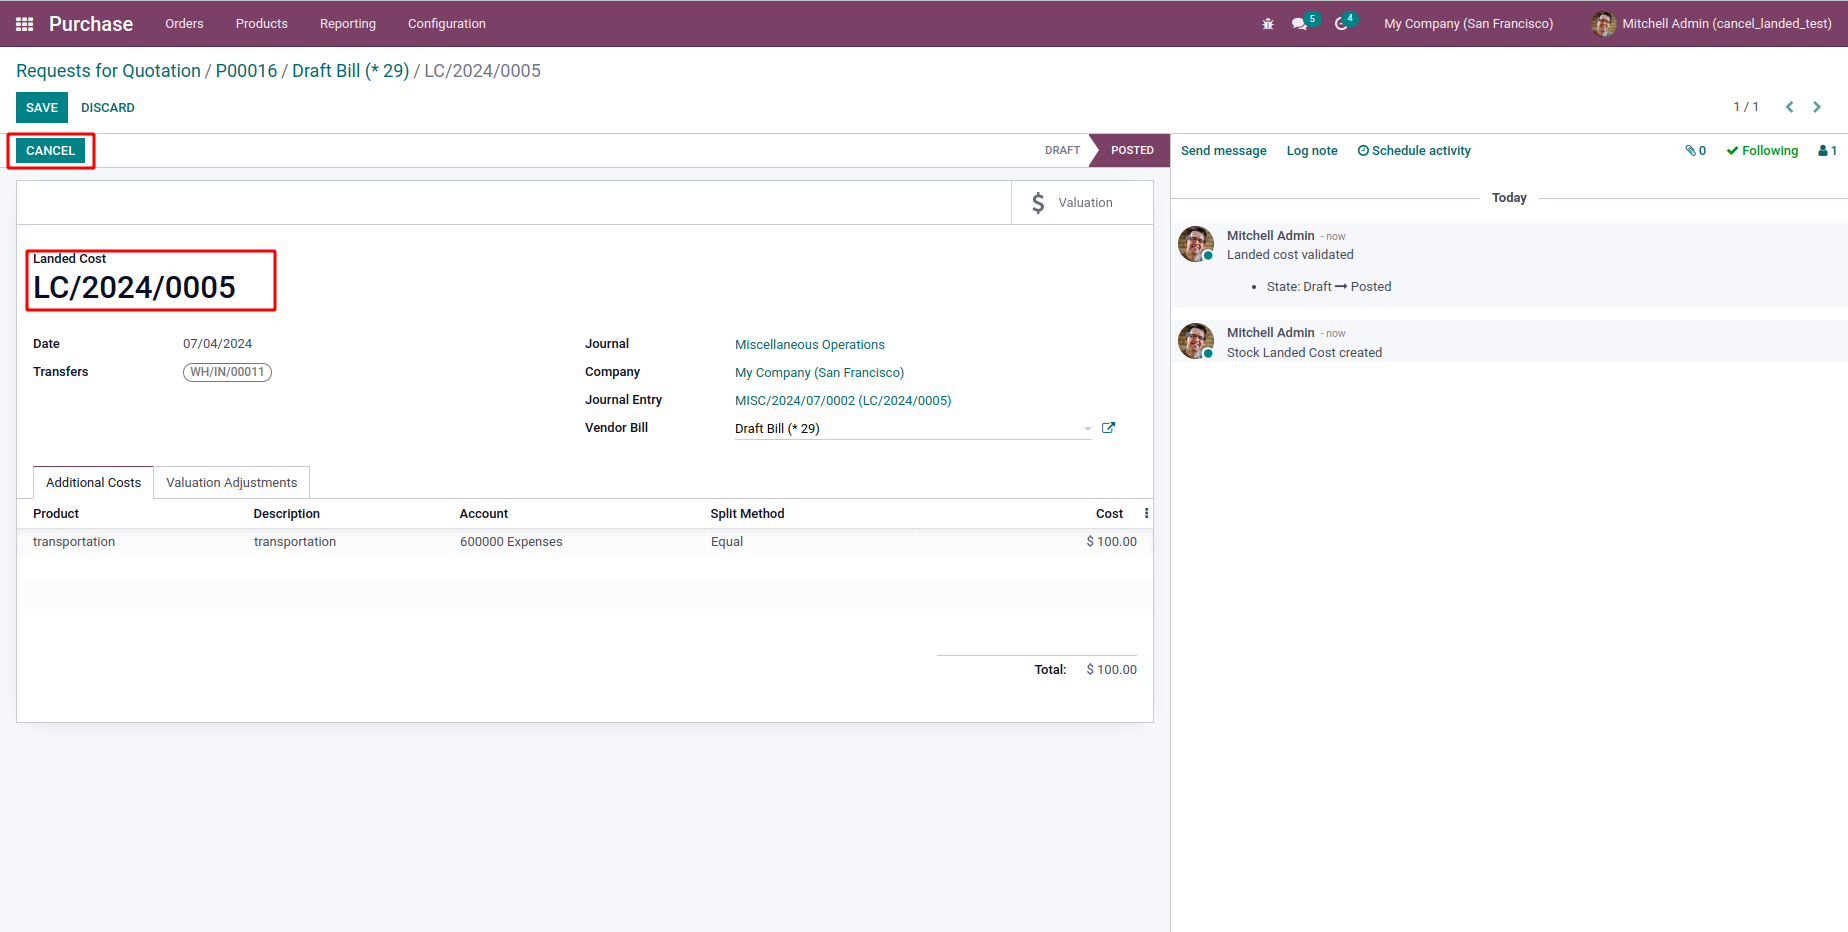 Purchase Orders Products Reporting Configuration 5 4 My Company (San Francisco) Mitchell Admin (cancel_landed_test)
Requests for Quotation / P00016 / Draft Bill (* 29) / LC/2024/0005
SAVE DISCARD 1 / 1
CANCEL DRAFT POSTED
Send message Log note Schedule activity 0 Following 1
Valuation
Landed Cost
LC/2024/0005
Date 07/04/2024
Transfers WH/IN/00011
Journal Miscellaneous Operations
Company My Company (San Francisco)
Journal Entry MISC/2024/07/0002 (LC/2024/0005)
Vendor Bill Draft Bill (* 29)
Additional Costs Valuation Adjustments
Product Description Account Split Method Cost
transportation transportation 600000 Expenses Equal $ 100.00
Total: $ 100.00
Today
Mitchell Admin - now
Landed cost validated
• State: Draft → Posted
Mitchell Admin - now
Stock Landed Cost created